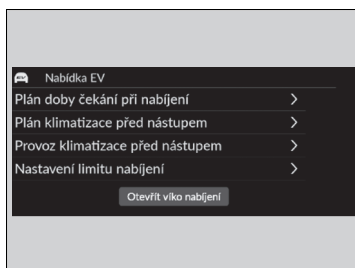 Nabídka EV
Plán doby čekání při nabíjení
Plán klimatizace před nástupem
Provoz klimatizace před nástupem
Nastavení limitu nabíjení
Otevřít víko nabíjení